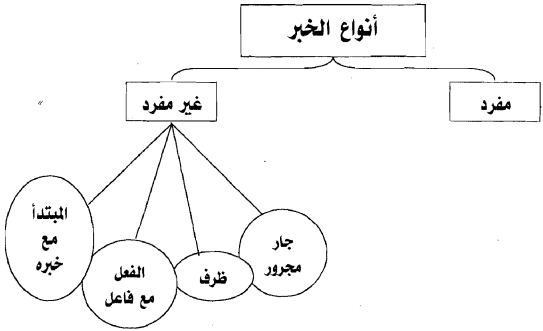 أنواع الخبر
مفرد
غير مفرد
جار
مجرور
ظرف
الفعل
مع فاعل
المبتدأ
مع
خبره